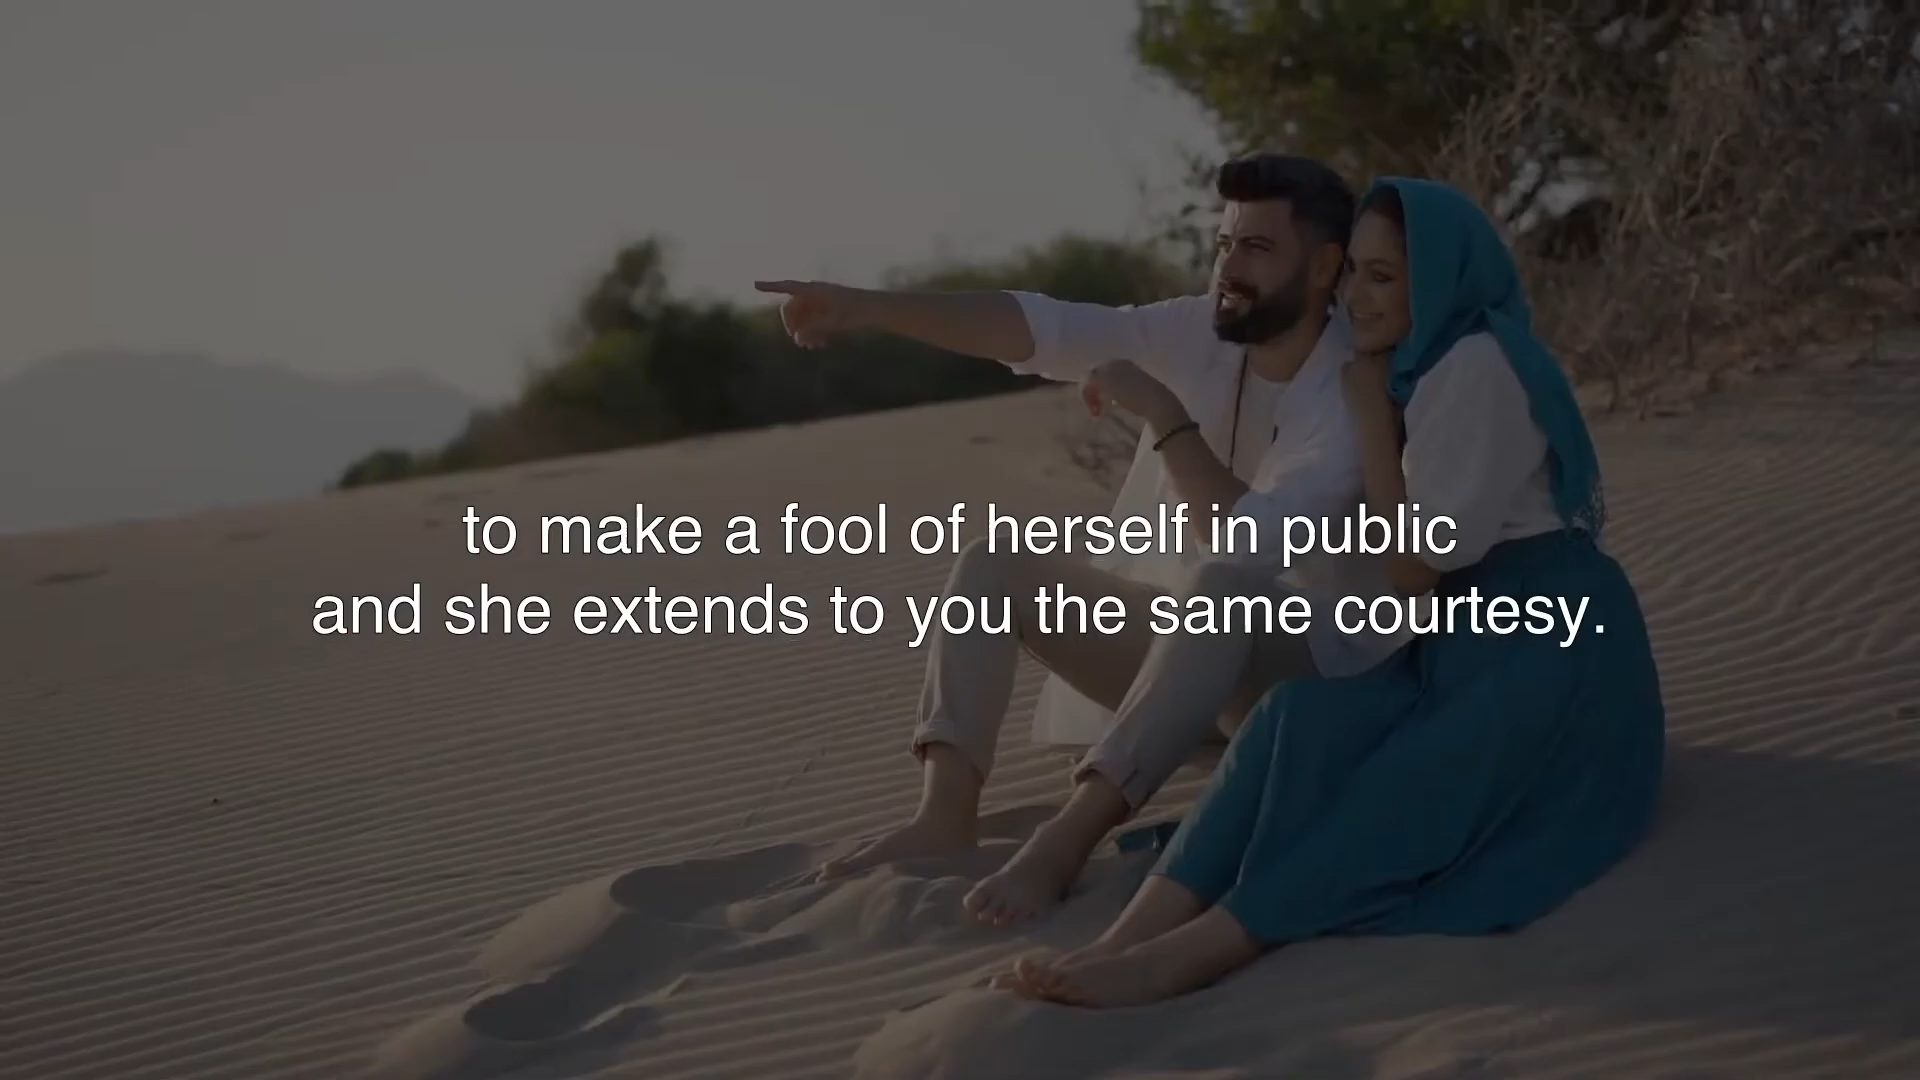 to make a fool of herself in public
and she extends to you the same courtesy.